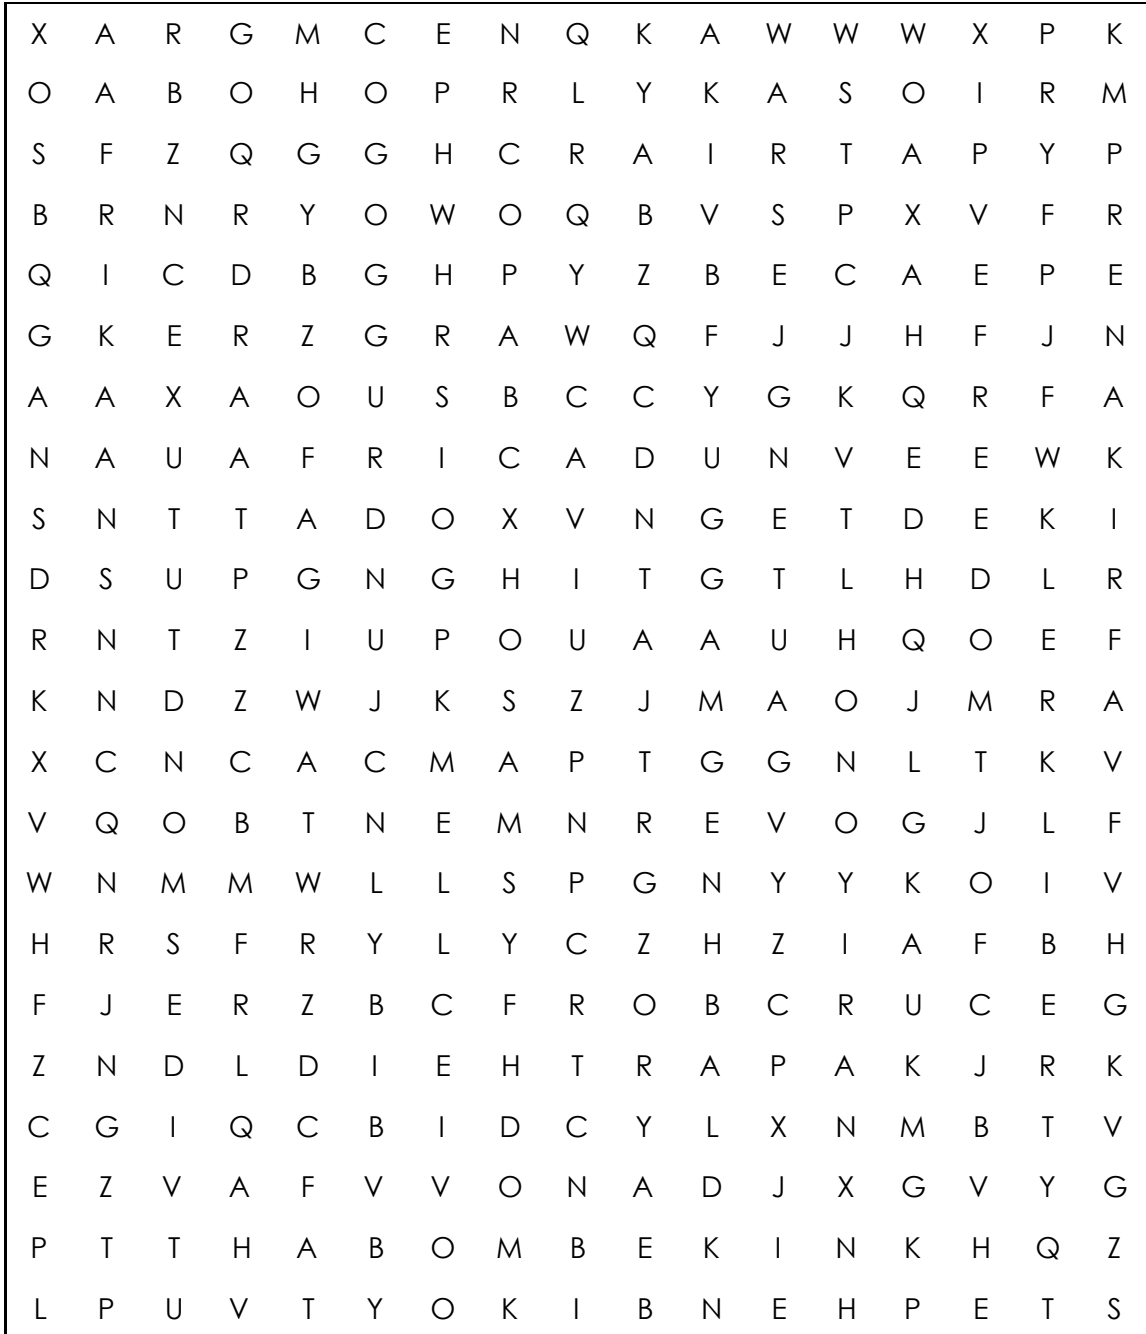 X A R G M C E N Q K A W W W X P K
O A B O H O P R L Y K A S O I R M
S F Z Q G G H C R A I R T A P Y P
B R N R Y O W O Q B V S P X V F R
Q I C D B G H P Y Z B E C A E P E
G K E R Z G R A W Q F J J H F J N
A A X A O U S B C C Y G K Q R F A
N A U A F R I C A D U N V E E W K
S N T T A D O X V N G E T D E K I
D S U P G N G H I T G T L H D L R
R N T Z I U P O U A A U H Q O E F
K N D Z W J K S Z J M A O J M R A
X C N C A C M A P T G G N L T K V
V Q O B T N E M N R E V O G J L F
W N M M W L L S P G N Y Y K O I V
H R S F R Y L Y C Z H Z I A F B H
F J E R Z B C F R O B C R U C E G
Z N D L D I E H T R A P A K J R K
C G I Q C B I D C Y L X N M B T V
E Z V A F V V O N A D J X G V Y G
P T T H A B O M B E K I N K H Q Z
L P U V T Y O K I B N E H P E T S